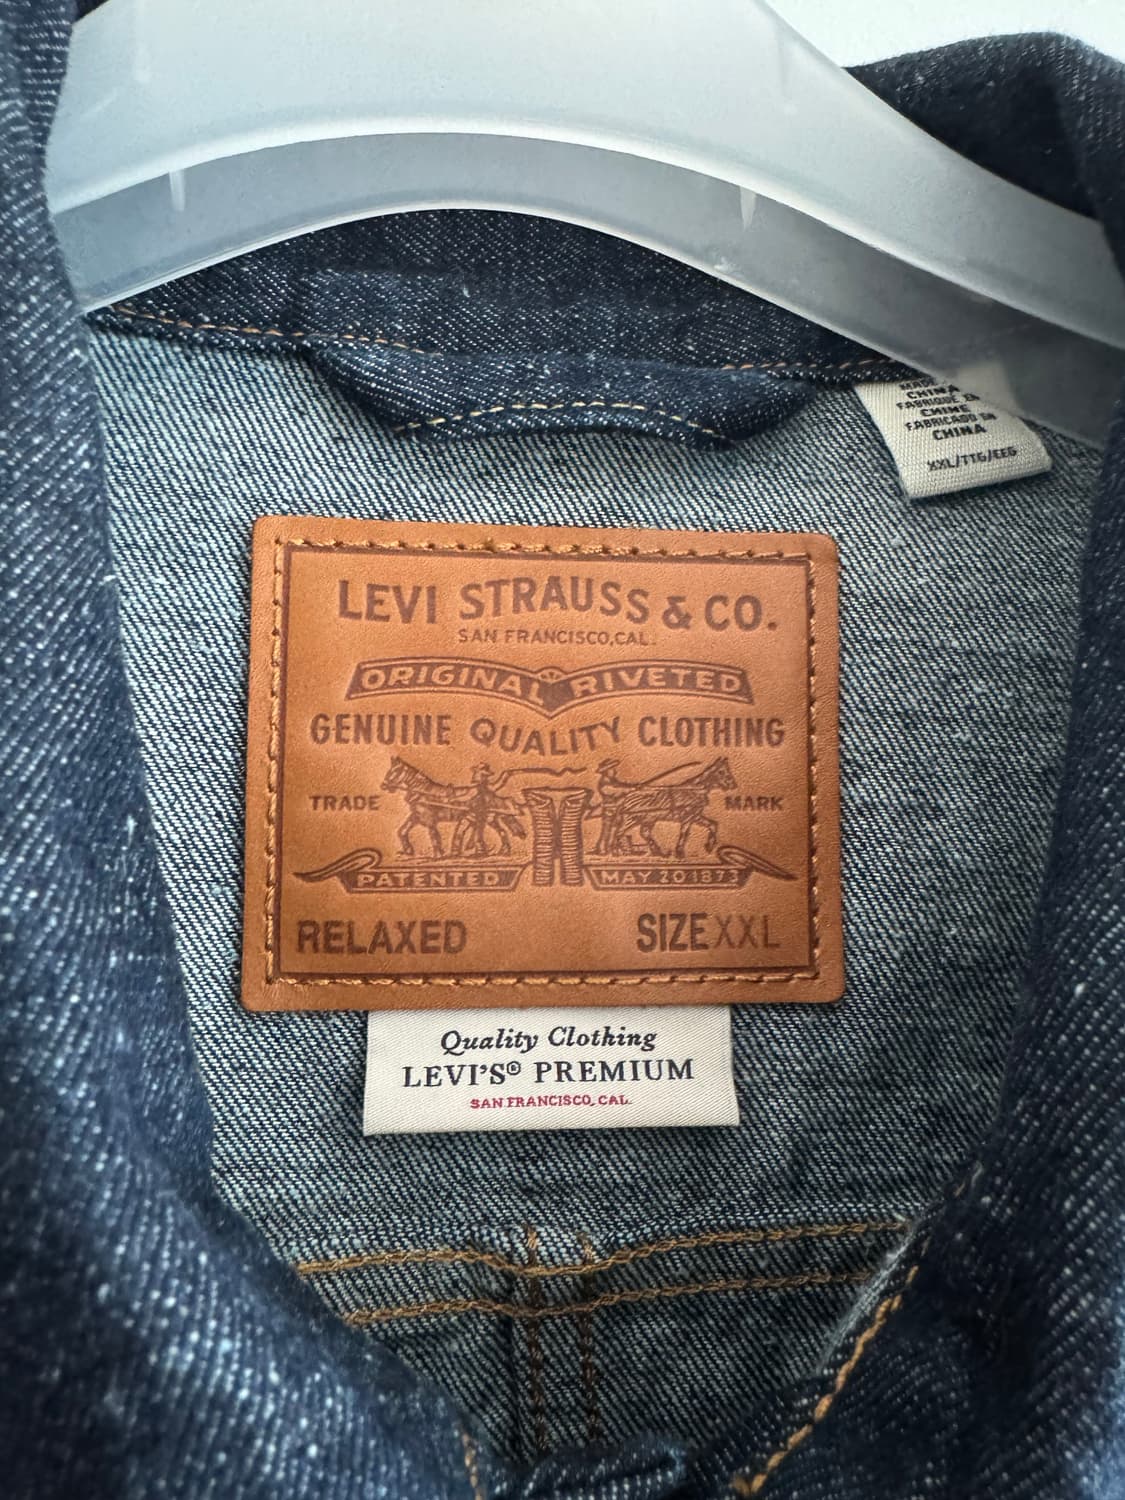 MADE
CHINA
FABRIQUÉ EN
CHINE
FABRICADO EN
CHINA
XXL/TTG/EEG
LEVI STRAUSS & CO.
SAN FRANCISCO, CAL.
ORIGINAL RIVETED
GENUINE QUALITY CLOTHING
TRADE MARK
PATENTED MAY 20 1873
RELAXED SIZE XXL
Quality Clothing
LEVI'S® PREMIUM
SAN FRANCISCO, CAL.